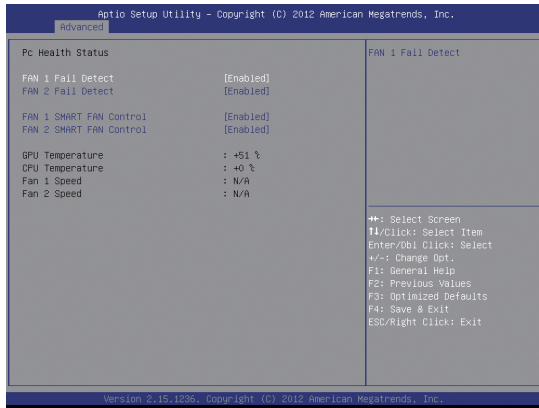 Aptio Setup Utility – Copyright (C) 2012 American Megatrends, Inc.
Advanced
Pc Health Status
FAN 1 Fail Detect [Enabled]
FAN 2 Fail Detect [Enabled]
FAN 1 SMART FAN Control [Enabled]
FAN 2 SMART FAN Control [Enabled]
GPU Temperature : +51 ℃
CPU Temperature : +0 ℃
Fan 1 Speed : N/A
Fan 2 Speed : N/A
FAN 1 Fail Detect
→←: Select Screen
↑↓/Click: Select Item
Enter/Dbl Click: Select
+/-: Change Opt.
F1: General Help
F2: Previous Values
F3: Optimized Defaults
F4: Save & Exit
ESC/Right Click: Exit
Version 2.15.1236. Copyright (C) 2012 American Megatrends, Inc.